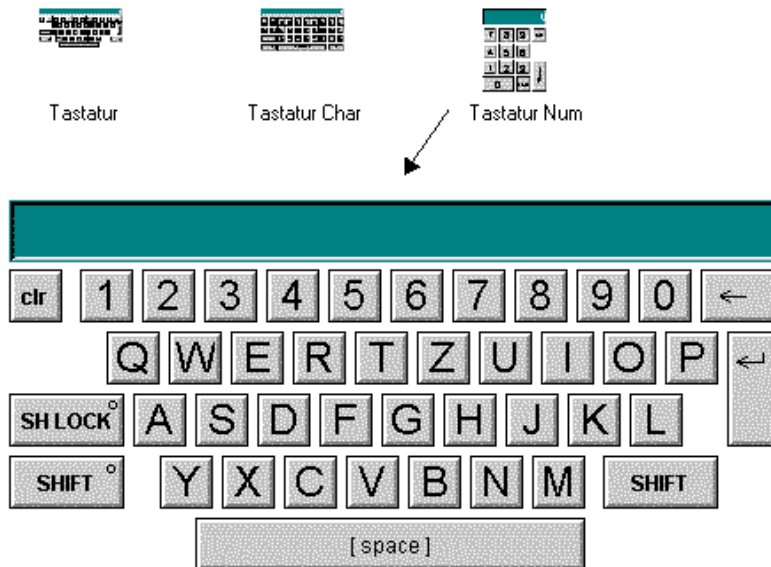 Tastatur Tastatur Char Tastatur Num
clr 1 2 3 4 5 6 7 8 9 0 ←
Q W E R T Z U I O P ↵
SH LOCK A S D F G H J K L
SHIFT Y X C V B N M SHIFT
[ space ]